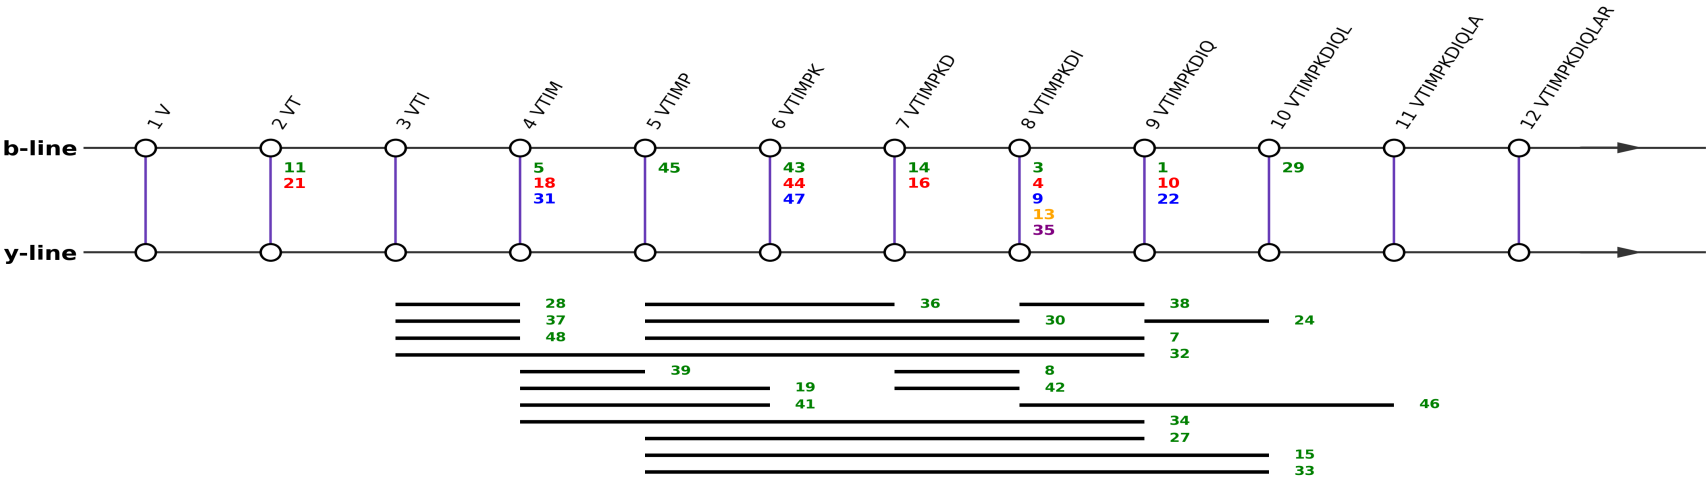 1 V
2 VT
3 VTI
4 VTIM
5 VTIMP
6 VTIMPK
7 VTIMPKD
8 VTIMPKDI
9 VTIMPKDIQ
10 VTIMPKDIQL
11 VTIMPKDIQLA
12 VTIMPKDIQLAR
b-line
11
21
5
18
31
45
43
44
47
14
16
3
4
9
13
35
1
10
22
29
y-line
28
36
38
37
30
24
48
7
32
39
8
19
42
41
46
34
27
15
33